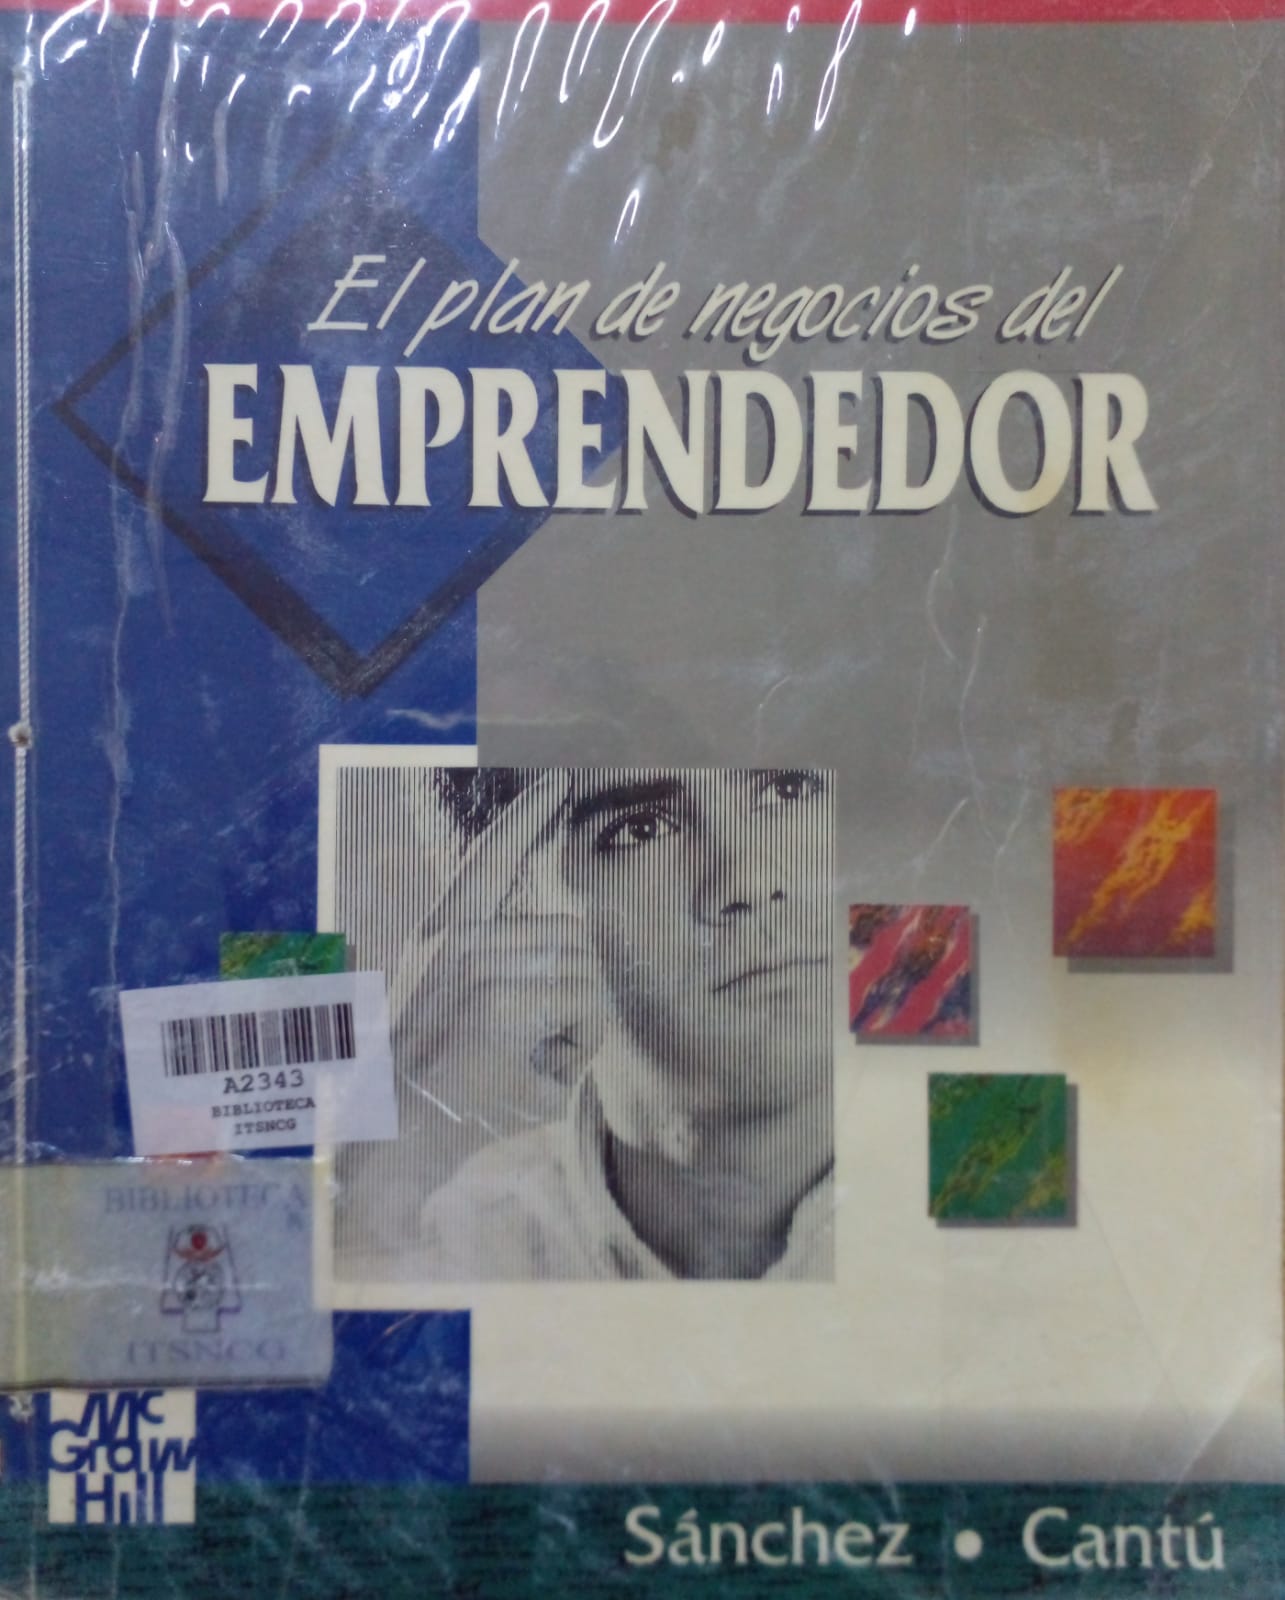 El plan de negocios del
EMPRENDEDOR
A2343
BIBLIOTECA
ITSNCG
BIBLIOTECA
ITSNCG
Mc
Graw
Hill
Sánchez • Cantú